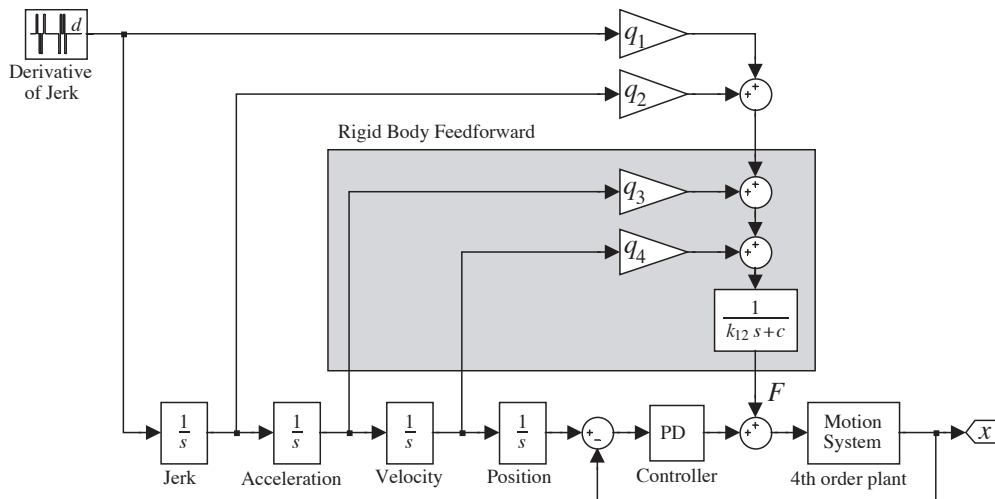 d
Derivative
of Jerk
q1
q2
Rigid Body Feedforward
q3
q4
1
k12 s+c
F
1
s
Jerk
1
s
Acceleration
1
s
Velocity
1
s
Position
+
−
PD
Controller
+
+
Motion
System
4th order plant
x
+
+
+
+
+
+